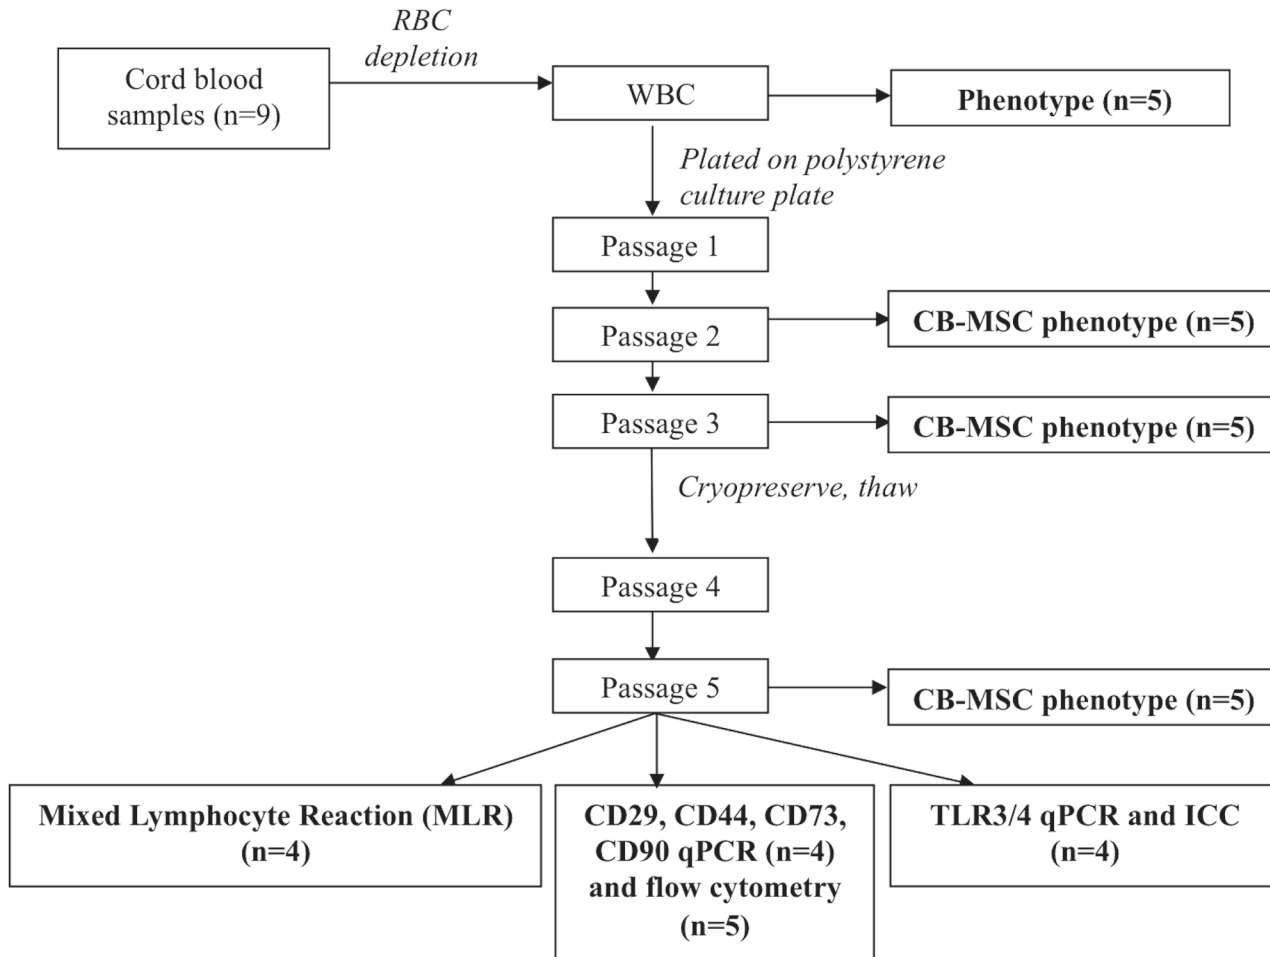 RBC
depletion
Cord blood
samples (n=9)
WBC
Phenotype (n=5)
Plated on polystyrene
culture plate
Passage 1
Passage 2
CB-MSC phenotype (n=5)
Passage 3
CB-MSC phenotype (n=5)
Cryopreserve, thaw
Passage 4
Passage 5
CB-MSC phenotype (n=5)
Mixed Lymphocyte Reaction (MLR)
(n=4)
CD29, CD44, CD73,
CD90 qPCR (n=4)
and flow cytometry
(n=5)
TLR3/4 qPCR and ICC
(n=4)